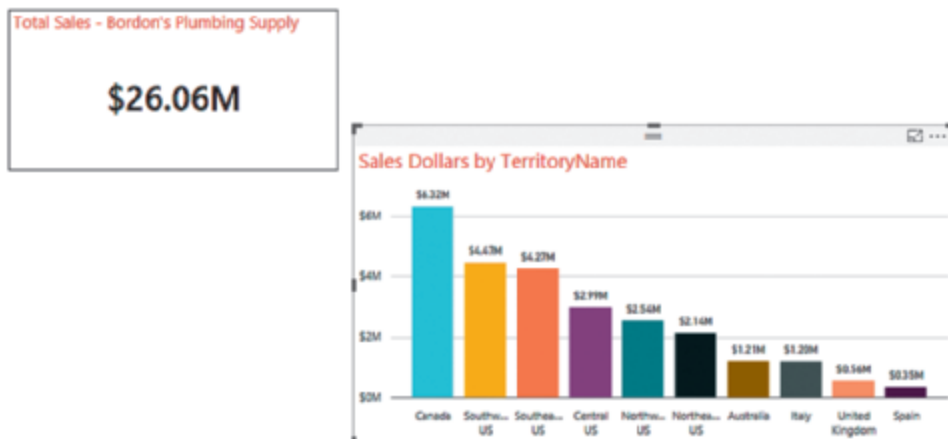 Total Sales - Bordon's Plumbing Supply
$26.06M
Sales Dollars by TerritoryName
$6.32M
$4.47M
$4.27M
$2.99M
$2.54M
$2.14M
$1.21M
$1.20M
$0.56M
$0.35M
$6M
$4M
$2M
$0M
Canada
Southw...
US
Southea...
US
Central
US
Northw...
US
Northea...
US
Australia
Italy
United
Kingdom
Spain